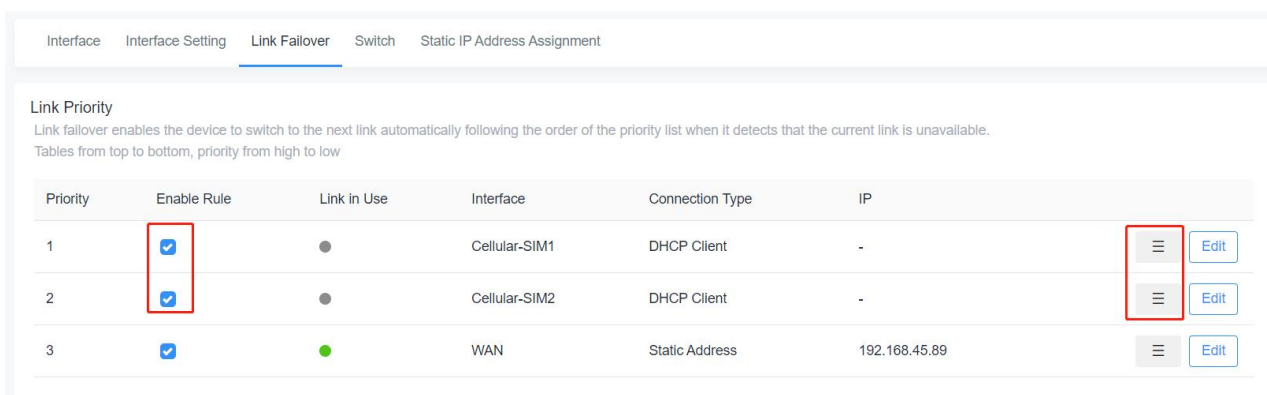 Interface Interface Setting Link Failover Switch Static IP Address Assignment
Link Priority
Link failover enables the device to switch to the next link automatically following the order of the priority list when it detects that the current link is unavailable.
Tables from top to bottom, priority from high to low
Priority Enable Rule Link in Use Interface Connection Type IP
1 Cellular-SIM1 DHCP Client - Edit
2 Cellular-SIM2 DHCP Client - Edit
3 WAN Static Address 192.168.45.89 Edit